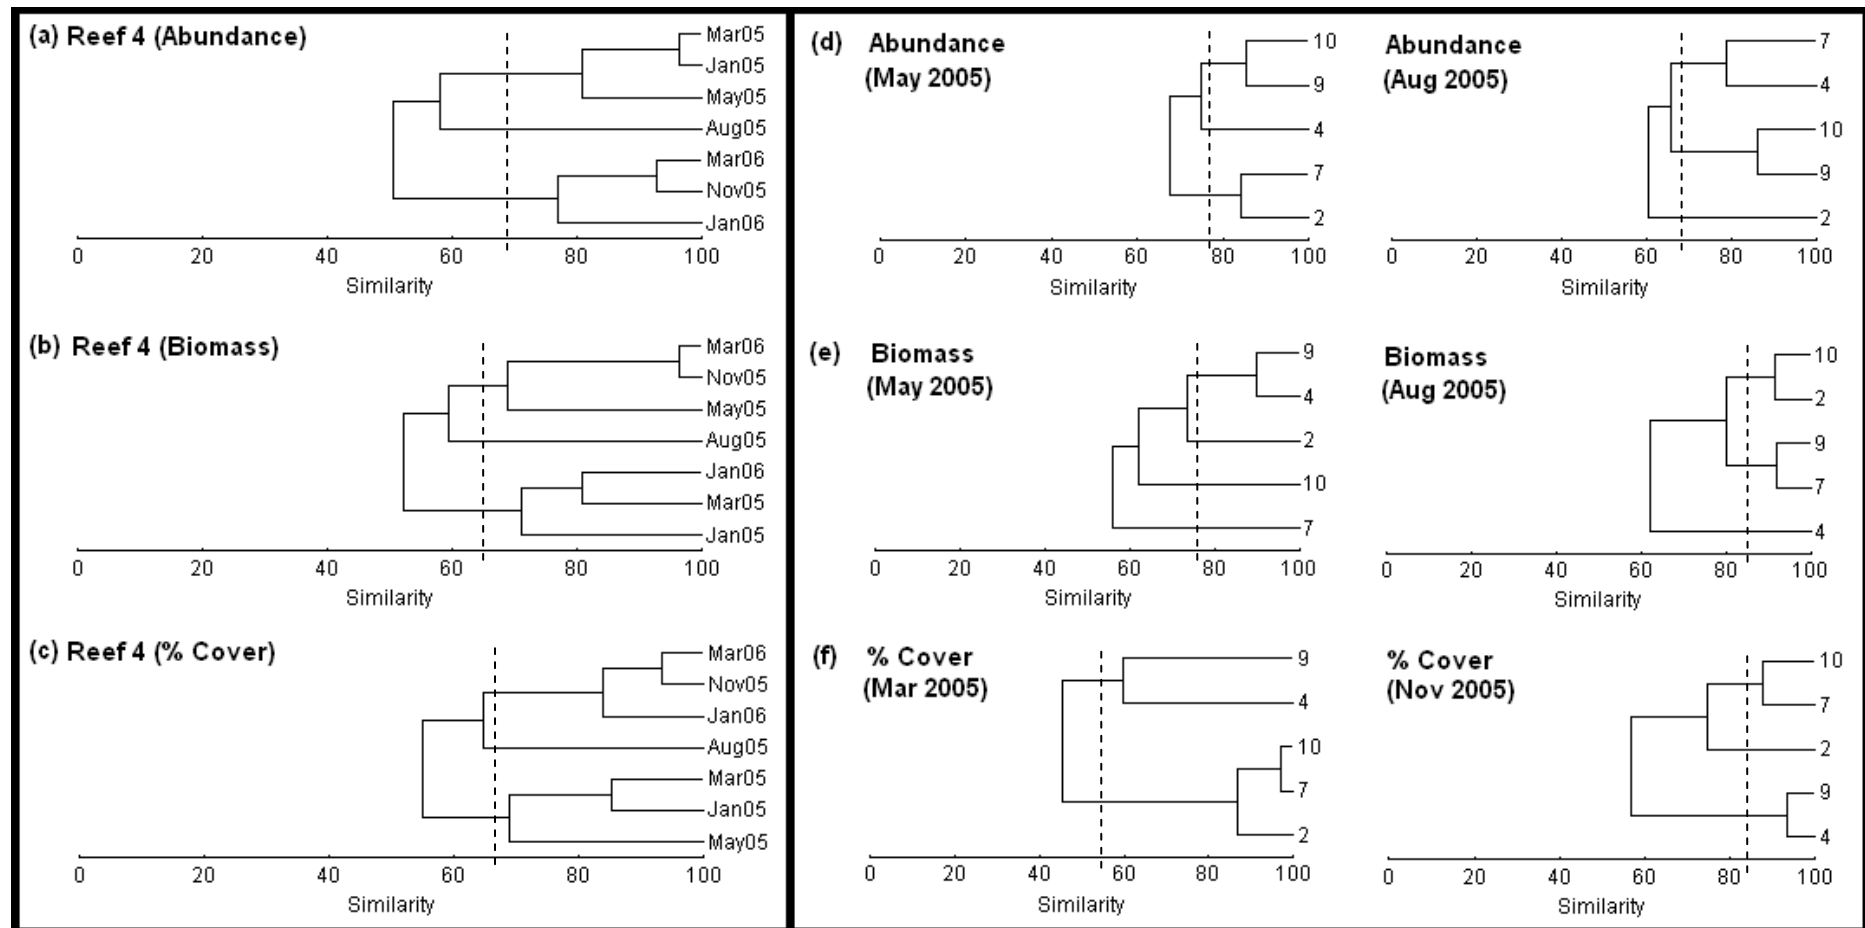 (a) Reef 4 (Abundance)
Mar05
Jan05
May05
Aug05
Mar06
Nov05
Jan06
0 20 40 60 80 100
Similarity
(b) Reef 4 (Biomass)
Mar06
Nov05
May05
Aug05
Jan06
Mar05
Jan05
0 20 40 60 80 100
Similarity
(c) Reef 4 (% Cover)
Mar06
Nov05
Jan06
Aug05
Mar05
Jan05
May05
0 20 40 60 80 100
Similarity
(d) Abundance
(May 2005)
10
9
4
7
2
0 20 40 60 80 100
Similarity
Abundance
(Aug 2005)
7
4
10
9
2
0 20 40 60 80 100
Similarity
(e) Biomass
(May 2005)
9
4
2
10
7
0 20 40 60 80 100
Similarity
Biomass
(Aug 2005)
10
2
9
7
4
0 20 40 60 80 100
Similarity
(f) % Cover
(Mar 2005)
9
4
10
7
2
0 20 40 60 80 100
Similarity
% Cover
(Nov 2005)
10
7
2
9
4
0 20 40 60 80 100
Similarity